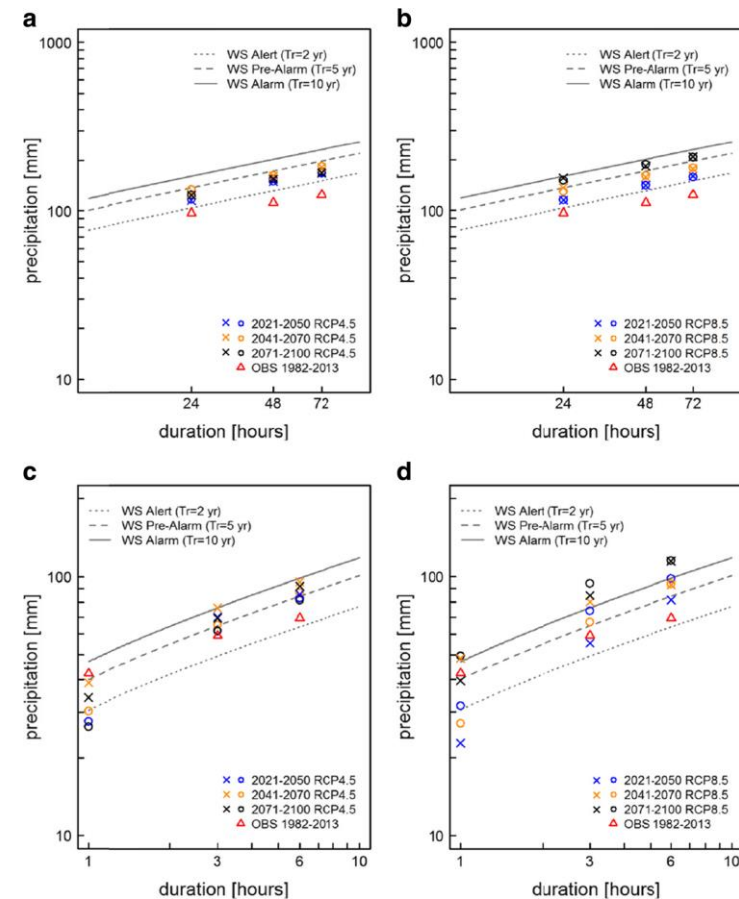 a
1000
100
10
precipitation [mm]
WS Alert (Tr=2 yr)
WS Pre-Alarm (Tr=5 yr)
WS Alarm (Tr=10 yr)
2021-2050 RCP4.5
2041-2070 RCP4.5
2071-2100 RCP4.5
OBS 1982-2013
24 48 72
duration [hours]
b
1000
100
10
precipitation [mm]
WS Alert (Tr=2 yr)
WS Pre-Alarm (Tr=5 yr)
WS Alarm (Tr=10 yr)
2021-2050 RCP8.5
2041-2070 RCP8.5
2071-2100 RCP8.5
OBS 1982-2013
24 48 72
duration [hours]
c
100
10
precipitation [mm]
WS Alert (Tr=2 yr)
WS Pre-Alarm (Tr=5 yr)
WS Alarm (Tr=10 yr)
2021-2050 RCP4.5
2041-2070 RCP4.5
2071-2100 RCP4.5
OBS 1982-2013
1 3 6 10
duration [hours]
d
100
10
precipitation [mm]
WS Alert (Tr=2 yr)
WS Pre-Alarm (Tr=5 yr)
WS Alarm (Tr=10 yr)
2021-2050 RCP8.5
2041-2070 RCP8.5
2071-2100 RCP8.5
OBS 1982-2013
1 3 6 10
duration [hours]